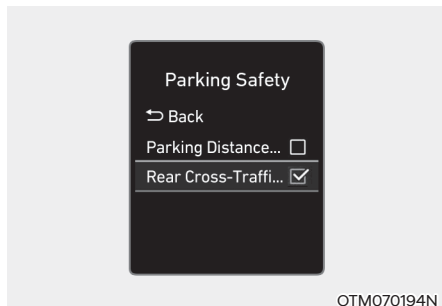 Parking Safety
Back
Parking Distance...
Rear Cross-Traffi...
OTM070194N